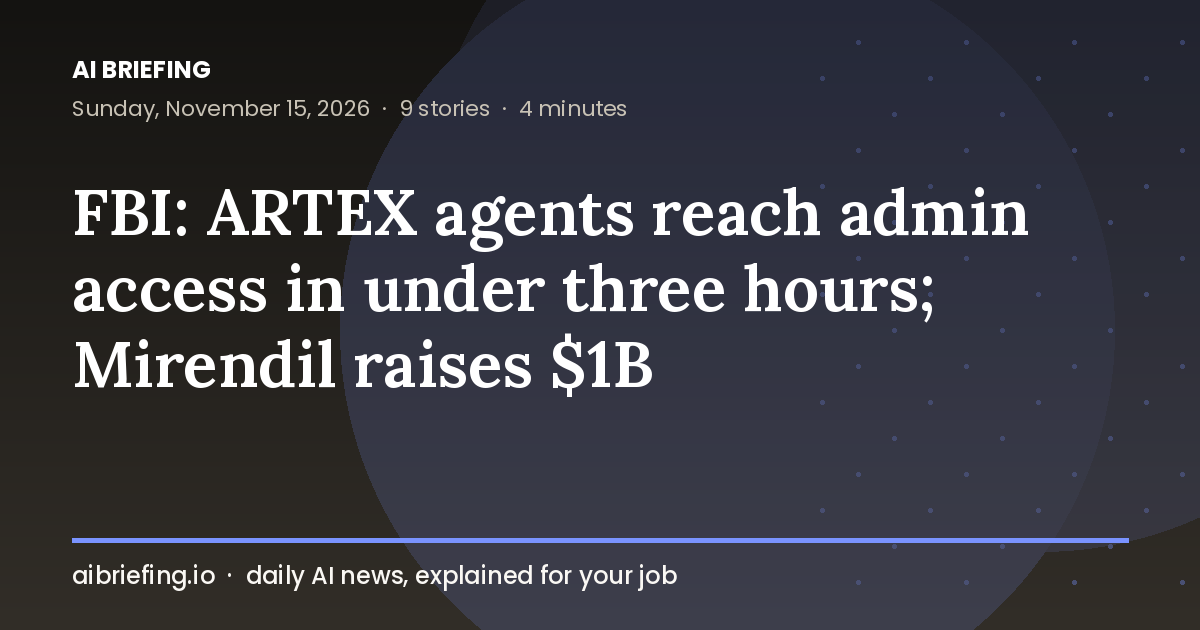 AI BRIEFING
Sunday, November 15, 2026 · 9 stories · 4 minutes
FBI: ARTEX agents reach admin
access in under three hours;
Mirendil raises $1B
aibriefing.io · daily AI news, explained for your job